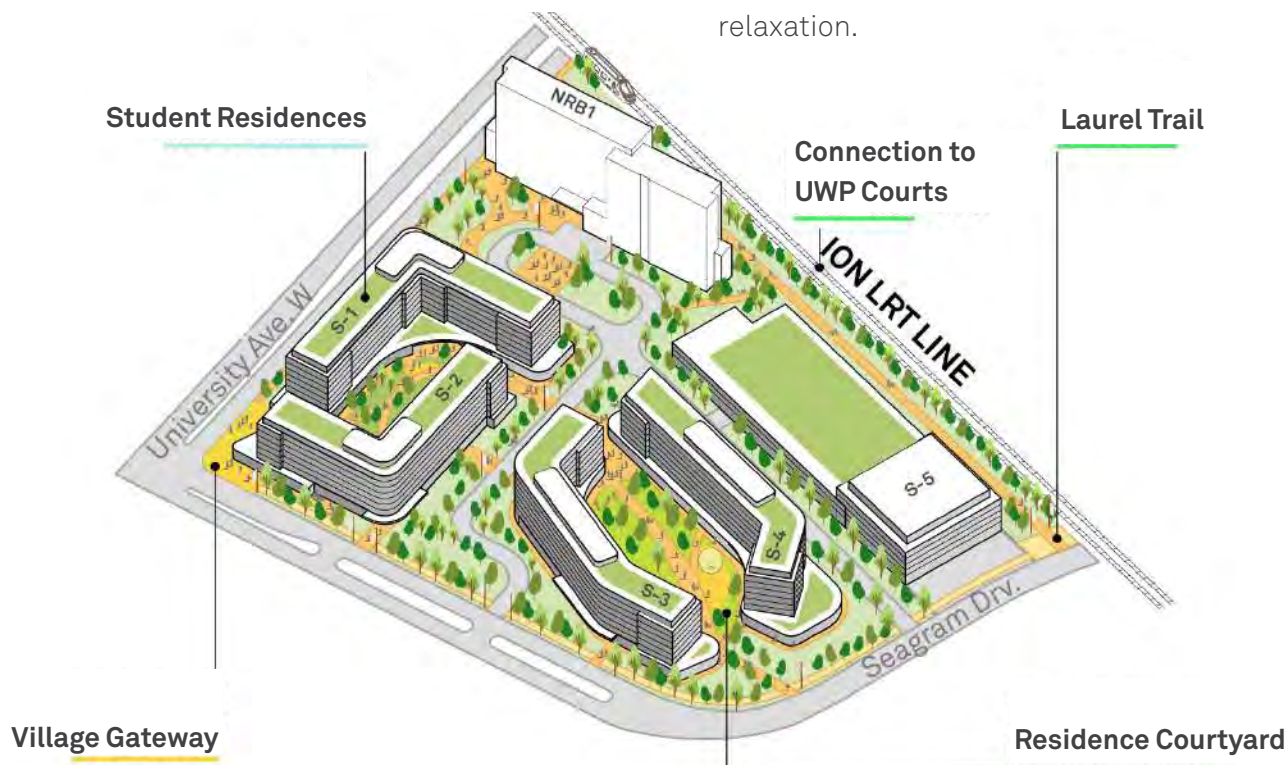 relaxation.
NRB1
Student Residences
Laurel Trail
Connection to
UWP Courts
ION LRT LINE
S-1
University Ave. W
S-2
S-5
S-4
S-3
Seagram Drv.
Village Gateway
Residence Courtyard